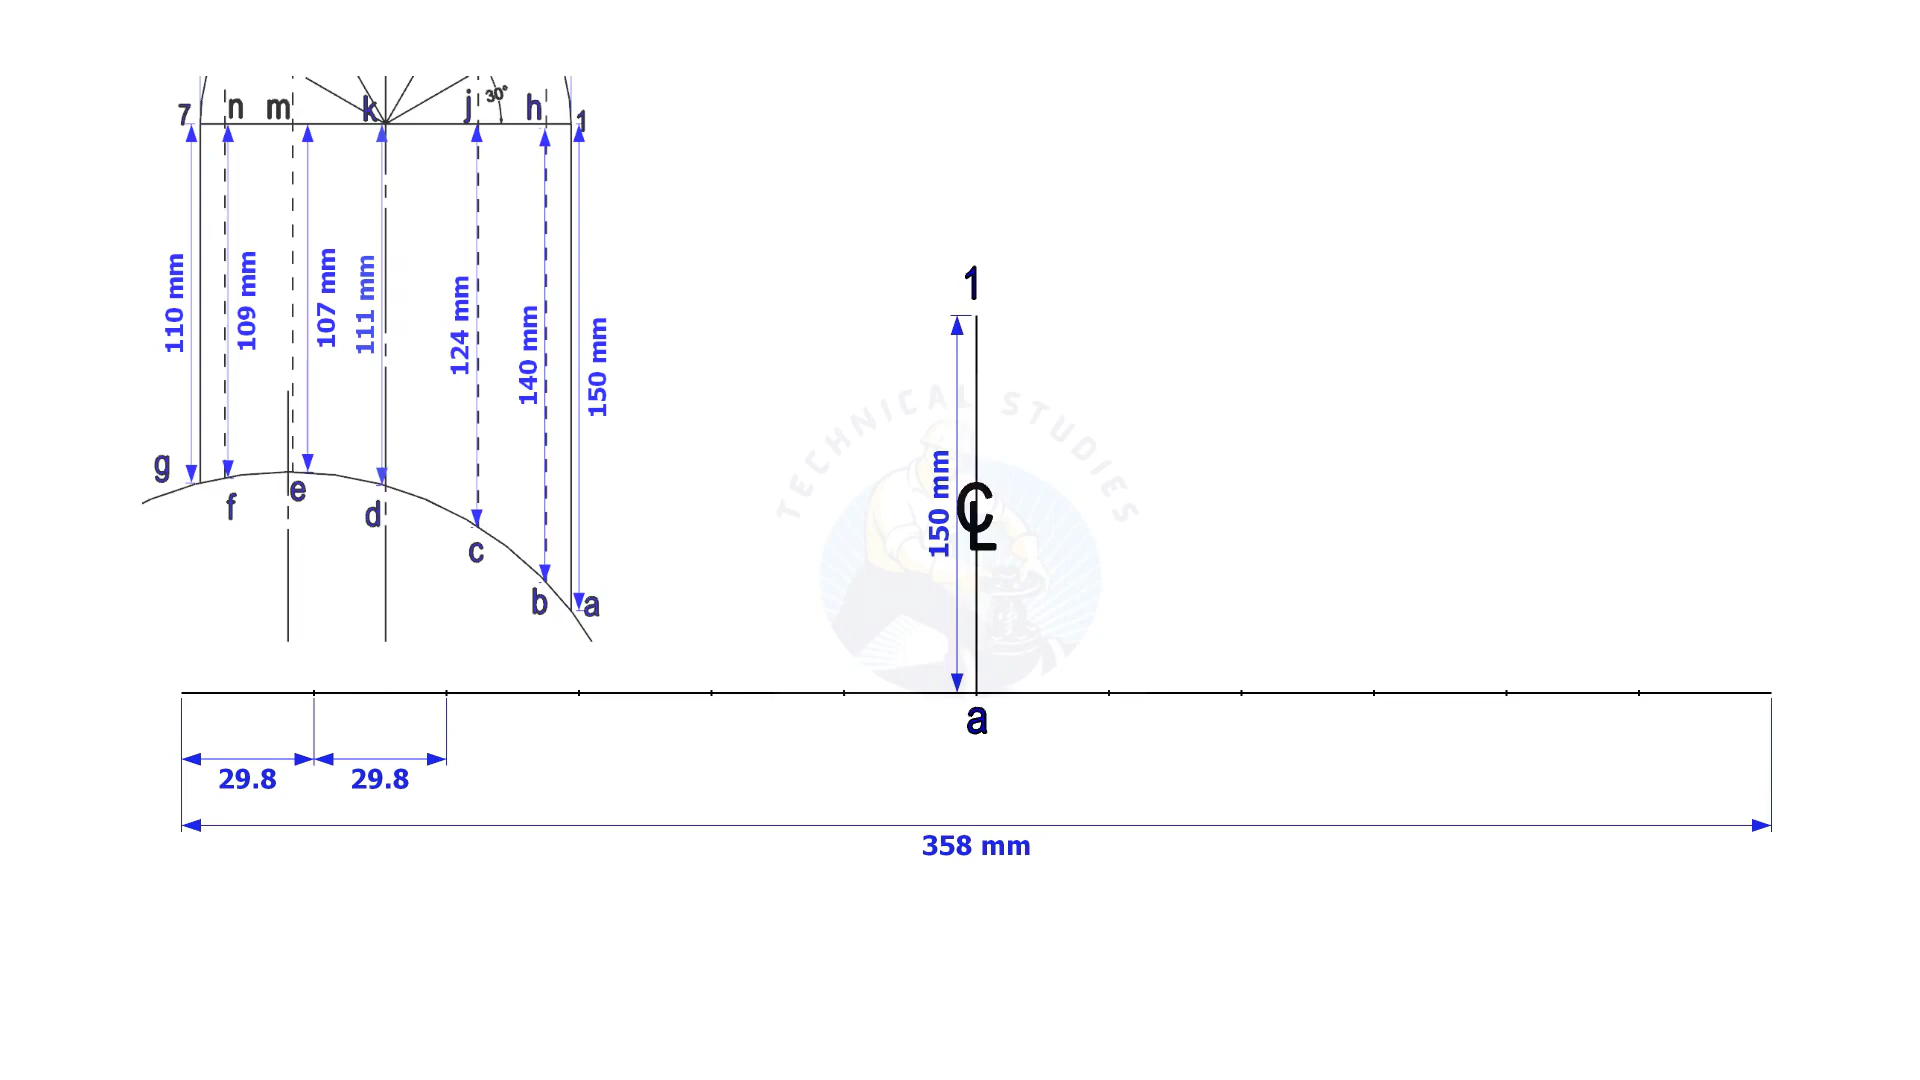 7 n m k j 30° h 1
110 mm
109 mm
107 mm
111 mm
124 mm
140 mm
150 mm
g
f
e
d
c
b
a
1
150 mm
℄
TECHNICAL STUDIES
a
29.8 29.8
358 mm